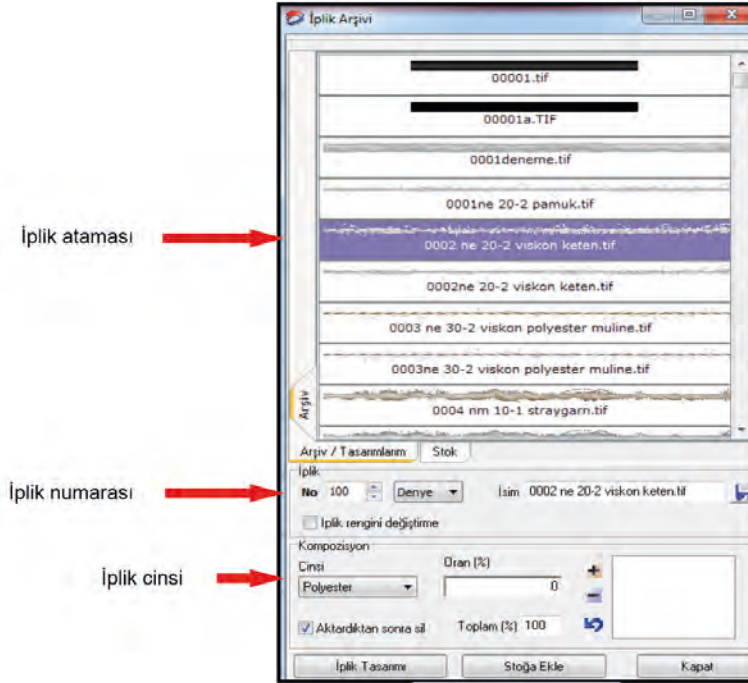 İplik Arşivi
00001.tif
00001a.TIF
0001deneme.tif
0001ne 20-2 pamuk.tif
İplik ataması
0002 ne 20-2 viskon keten.tif
0002ne 20-2 viskon keten.tif
0003 ne 30-2 viskon polyester muline.tif
0003ne 30-2 viskon polyester muline.tif
Arşiv
0004 nm 10-1 straygarn.tif
Arşiv / Tasarımlarım Stok
İplik
İplik numarası
No 100 Denye İsim 0002 ne 20-2 viskon keten.tif
İplik rengini değiştirme
Kompozisyon
Cinsi Oran (%)
İplik cinsi
Polyester 0
Aktardiktan sonra sil Toplam (%) 100
İplik Tasarımı Stoğa Ekle Kapat